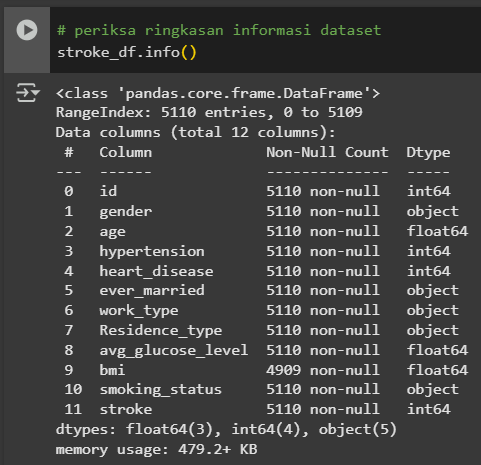 # periksa ringkasan informasi dataset
stroke_df.info()
<class 'pandas.core.frame.DataFrame'>
RangeIndex: 5110 entries, 0 to 5109
Data columns (total 12 columns):
 #   Column             Non-Null Count  Dtype
---  ------             --------------  -----
 0   id                 5110 non-null   int64
 1   gender             5110 non-null   object
 2   age                5110 non-null   float64
 3   hypertension       5110 non-null   int64
 4   heart_disease      5110 non-null   int64
 5   ever_married       5110 non-null   object
 6   work_type          5110 non-null   object
 7   Residence_type     5110 non-null   object
 8   avg_glucose_level  5110 non-null   float64
 9   bmi                4909 non-null   float64
 10  smoking_status     5110 non-null   object
 11  stroke             5110 non-null   int64
dtypes: float64(3), int64(4), object(5)
memory usage: 479.2+ KB